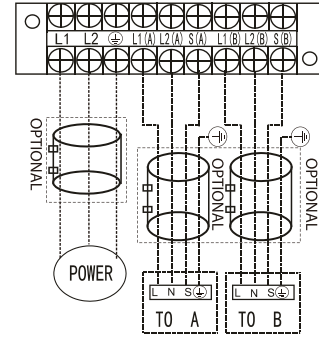 L1 L2 L1(A) L2(A) S(A) L1(B) L2(B) S(B)
OPTIONAL
OPTIONAL
OPTIONAL
POWER
L N S
TO A
L N S
TO B